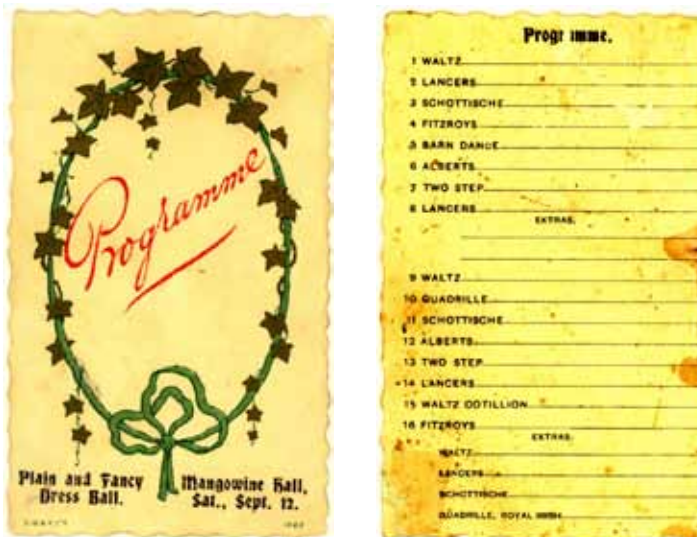 Programme
Plain and Fancy
Dress Ball.
Mangowine Hall,
Sat., Sept. 12.
Programme.
1 WALTZ
2 LANCERS
3 SCHOTTISCHE
4 FITZROYS
5 BARN DANCE
6 ALBERTS
7 TWO STEP
8 LANCERS
EXTRAS.
9 WALTZ
10 QUADRILLE
11 SCHOTTISCHE
12 ALBERTS
13 TWO STEP
14 LANCERS
15 WALTZ COTILLION
16 FITZROYS
EXTRAS.
WALTZ
LANCERS
SCHOTTISCHE
QUADRILLE, ROYAL IRISH